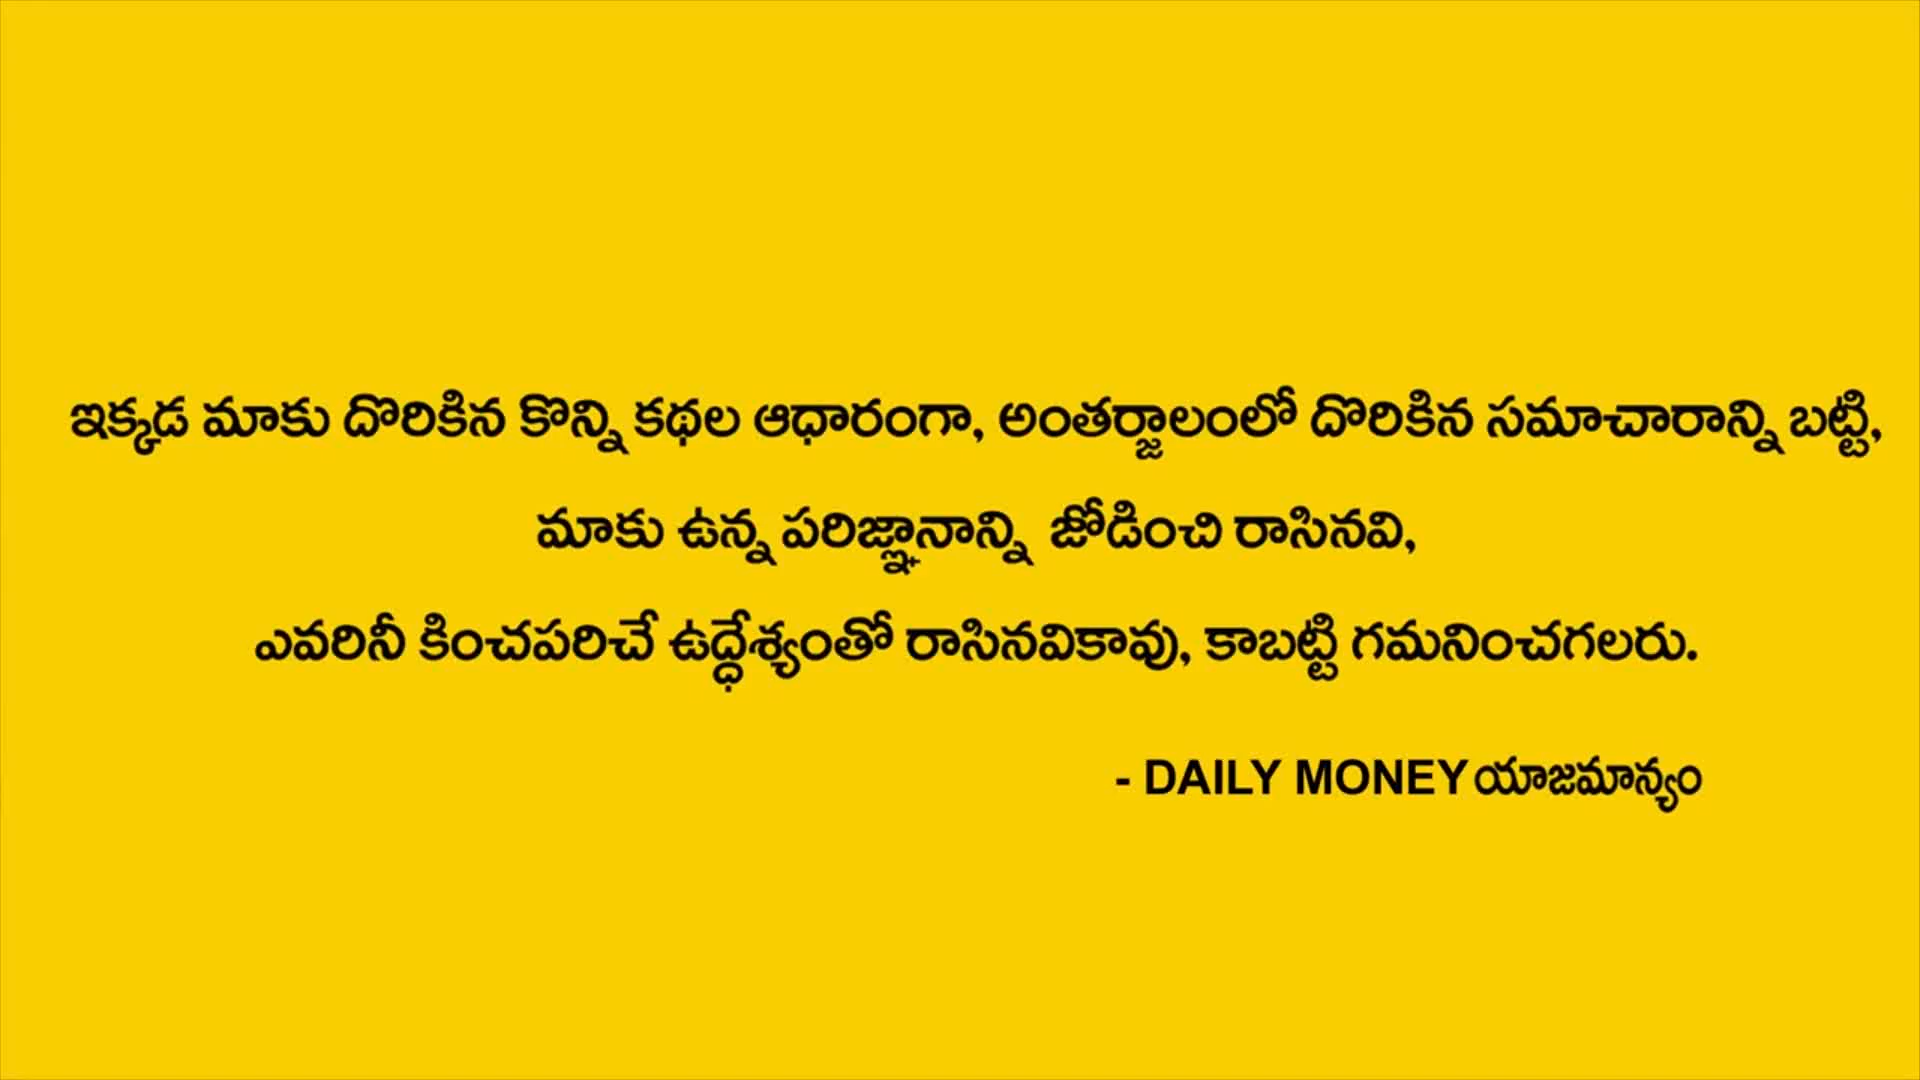 ఇక్కడ మాకు దొరికిన కొన్ని కథల ఆధారంగా, అంతర్జాలంలో దొరికిన సమాచారాన్ని బట్టి,
మాకు ఉన్న పరిజ్ఞానాన్ని జోడించి రాసినవి,
ఎవరినీ కించపరిచే ఉద్ధేశ్యంతో రాసినవికావు, కాబట్టి గమనించగలరు.
- DAILY MONEY యాజమాన్యం